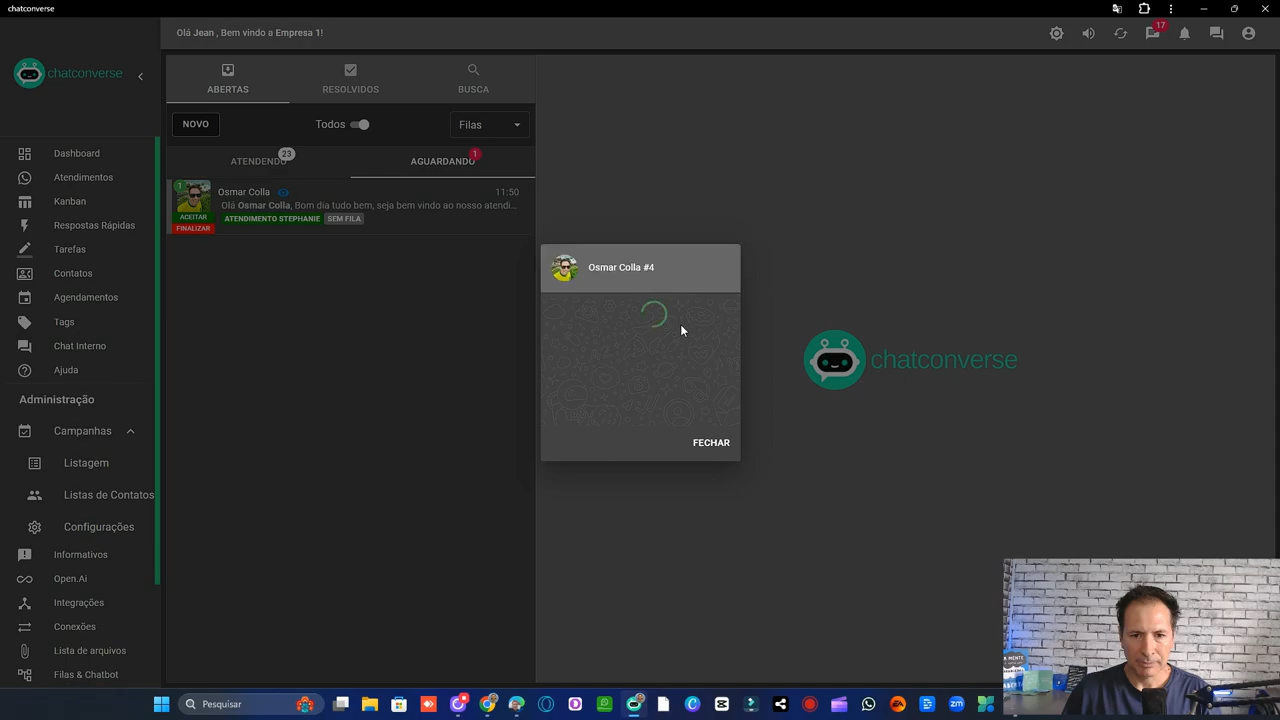 chatconverse
Olá Jean , Bem vindo a Empresa 1!
17
chatconverse
ABERTAS
RESOLVIDOS
BUSCA
NOVO
Todos
Filas
ATENDENDO
23
AGUARDANDO
1
1
Osmar Colla
11:50
Olá Osmar Colla, Bom dia tudo bem, seja bem vindo ao nosso atendi...
ACEITAR
ATENDIMENTO STEPHANIE
SEM FILA
FINALIZAR
Dashboard
Atendimentos
Kanban
Respostas Rápidas
Tarefas
Contatos
Agendamentos
Tags
Chat Interno
Ajuda
Administração
Campanhas
Listagem
Listas de Contatos
Configurações
Informativos
Open.Ai
Integrações
Conexões
Lista de arquivos
Filas & Chatbot
Osmar Colla #4
FECHAR
chatconverse
Pesquisar
zm